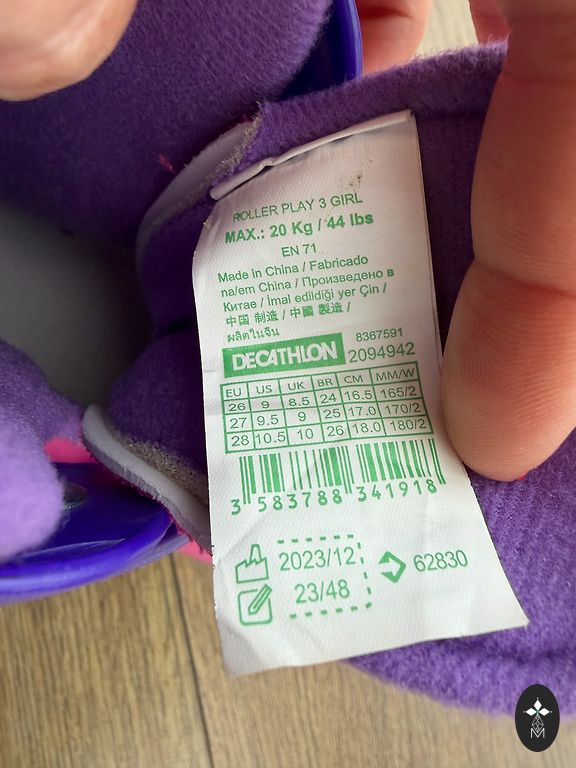 ROLLER PLAY 3 GIRL
MAX.: 20 Kg / 44 lbs
EN 71
Made in China / Fabricado
na/em China / Произведено в
Китае / İmal edildiği yer Çin /
中国 制造 / 中國 製造 /
ผลิตในจีน
8367591
DECATHLON 2094942
EU US UK BR CM MM/W
26 9 8.5 24 16.5 165/2
27 9.5 9 25 17.0 170/2
28 10.5 10 26 18.0 180/2
3 583788 341918
2023/12 62830
23/48
M